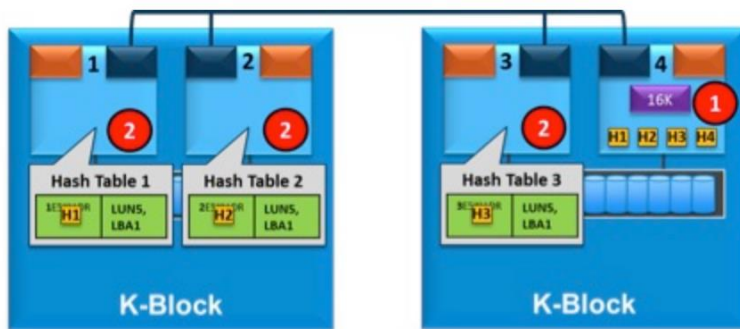 1
2
3
4
16K
1
H1 H2 H3 H4
2
2
2
Hash Table 1
H1
LUN5,
LBA1
Hash Table 2
H2
LUN5,
LBA1
Hash Table 3
H3
LUN5,
LBA1
K-Block
K-Block